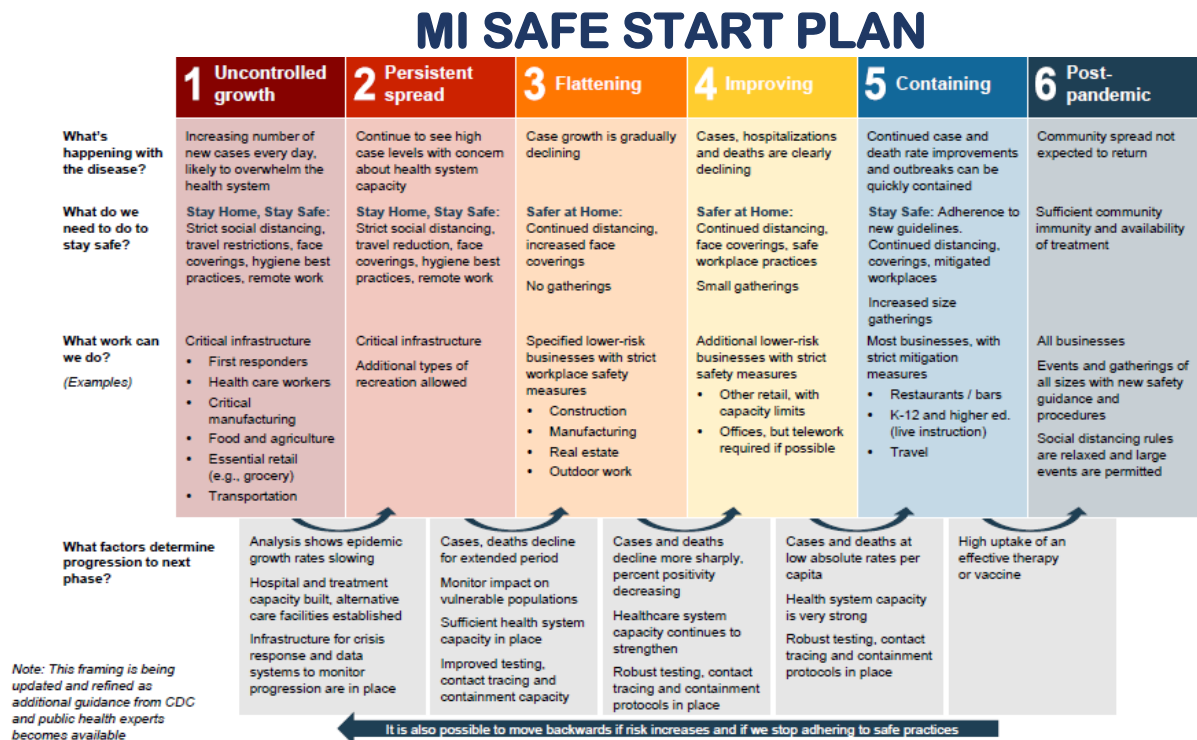 MI SAFE START PLAN
1 Uncontrolled
growth
2 Persistent
spread
3 Flattening
4 Improving
5 Containing
6 Post-
pandemic
What's
happening with
the disease?
Increasing number of
new cases every day,
likely to overwhelm the
health system
Continue to see high
case levels with concern
about health system
capacity
Case growth is gradually
declining
Cases, hospitalizations
and deaths are clearly
declining
Continued case and
death rate improvements
and outbreaks can be
quickly contained
Community spread not
expected to return
What do we
need to do to
stay safe?
Stay Home, Stay Safe:
Strict social distancing,
travel restrictions, face
coverings, hygiene best
practices, remote work
Stay Home, Stay Safe:
Strict social distancing,
travel reduction, face
coverings, hygiene best
practices, remote work
Safer at Home:
Continued distancing,
increased face
coverings
No gatherings
Safer at Home:
Continued distancing,
face coverings, safe
workplace practices
Small gatherings
Stay Safe: Adherence to
new guidelines.
Continued distancing,
coverings, mitigated
workplaces
Increased size
gatherings
Sufficient community
immunity and availability
of treatment
What work can
we do?
(Examples)
Critical infrastructure
• First responders
• Health care workers
• Critical
manufacturing
• Food and agriculture
• Essential retail
(e.g., grocery)
• Transportation
Critical infrastructure
Additional types of
recreation allowed
Specified lower-risk
businesses with strict
workplace safety
measures
• Construction
• Manufacturing
• Real estate
• Outdoor work
Additional lower-risk
businesses with strict
safety measures
• Other retail, with
capacity limits
• Offices, but telework
required if possible
Most businesses, with
strict mitigation
measures
• Restaurants / bars
• K-12 and higher ed.
(live instruction)
• Travel
All businesses
Events and gatherings of
all sizes with new safety
guidance and
procedures
Social distancing rules
are relaxed and large
events are permitted
What factors determine
progression to next
phase?
Analysis shows epidemic
growth rates slowing
Hospital and treatment
capacity built, alternative
care facilities established
Infrastructure for crisis
response and data
systems to monitor
progression are in place
Cases, deaths decline
for extended period
Monitor impact on
vulnerable populations
Sufficient health system
capacity in place
Improved testing,
contact tracing and
containment capacity
Cases and deaths
decline more sharply,
percent positivity
decreasing
Healthcare system
capacity continues to
strengthen
Robust testing, contact
tracing and containment
protocols in place
Cases and deaths at
low absolute rates per
capita
Health system capacity
is very strong
Robust testing, contact
tracing and containment
protocols in place
High uptake of an
effective therapy
or vaccine
Note: This framing is being
updated and refined as
additional guidance from CDC
and public health experts
becomes available
It is also possible to move backwards if risk increases and if we stop adhering to safe practices